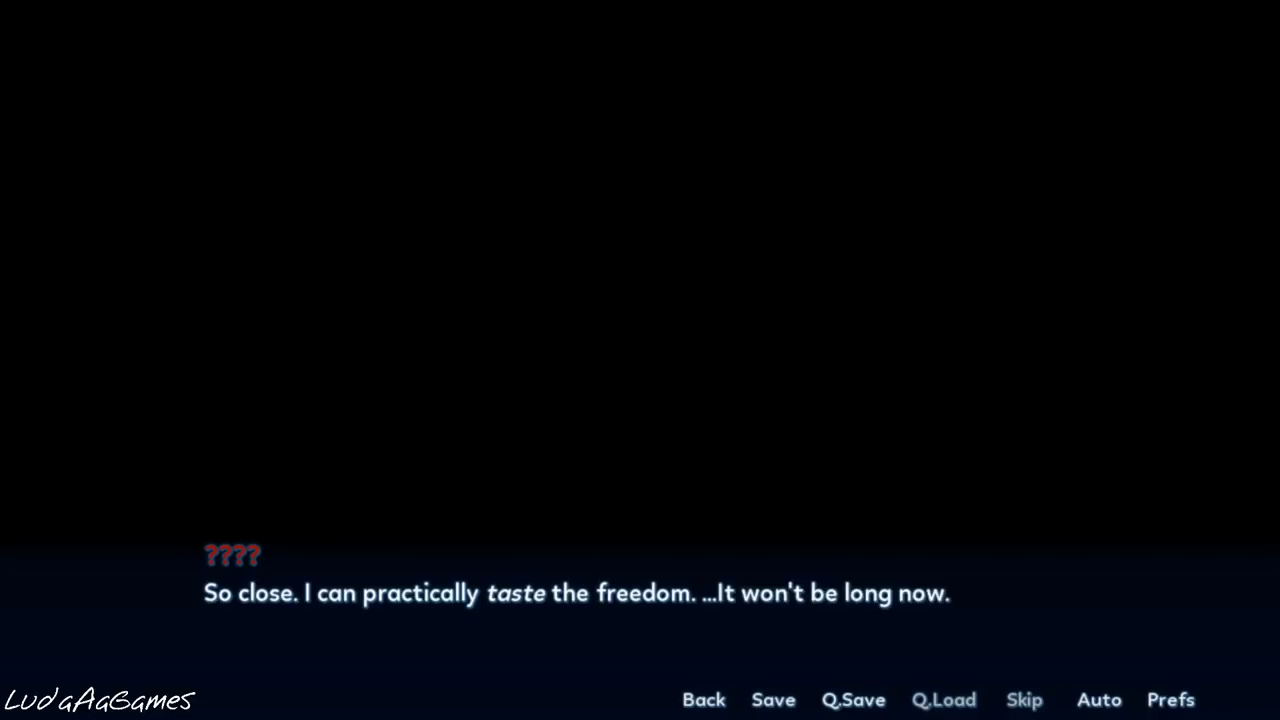 ????
So close. I can practically taste the freedom. ...It won't be long now.
LudaAaGames
Back Save Q.Save Q.Load Skip Auto Prefs